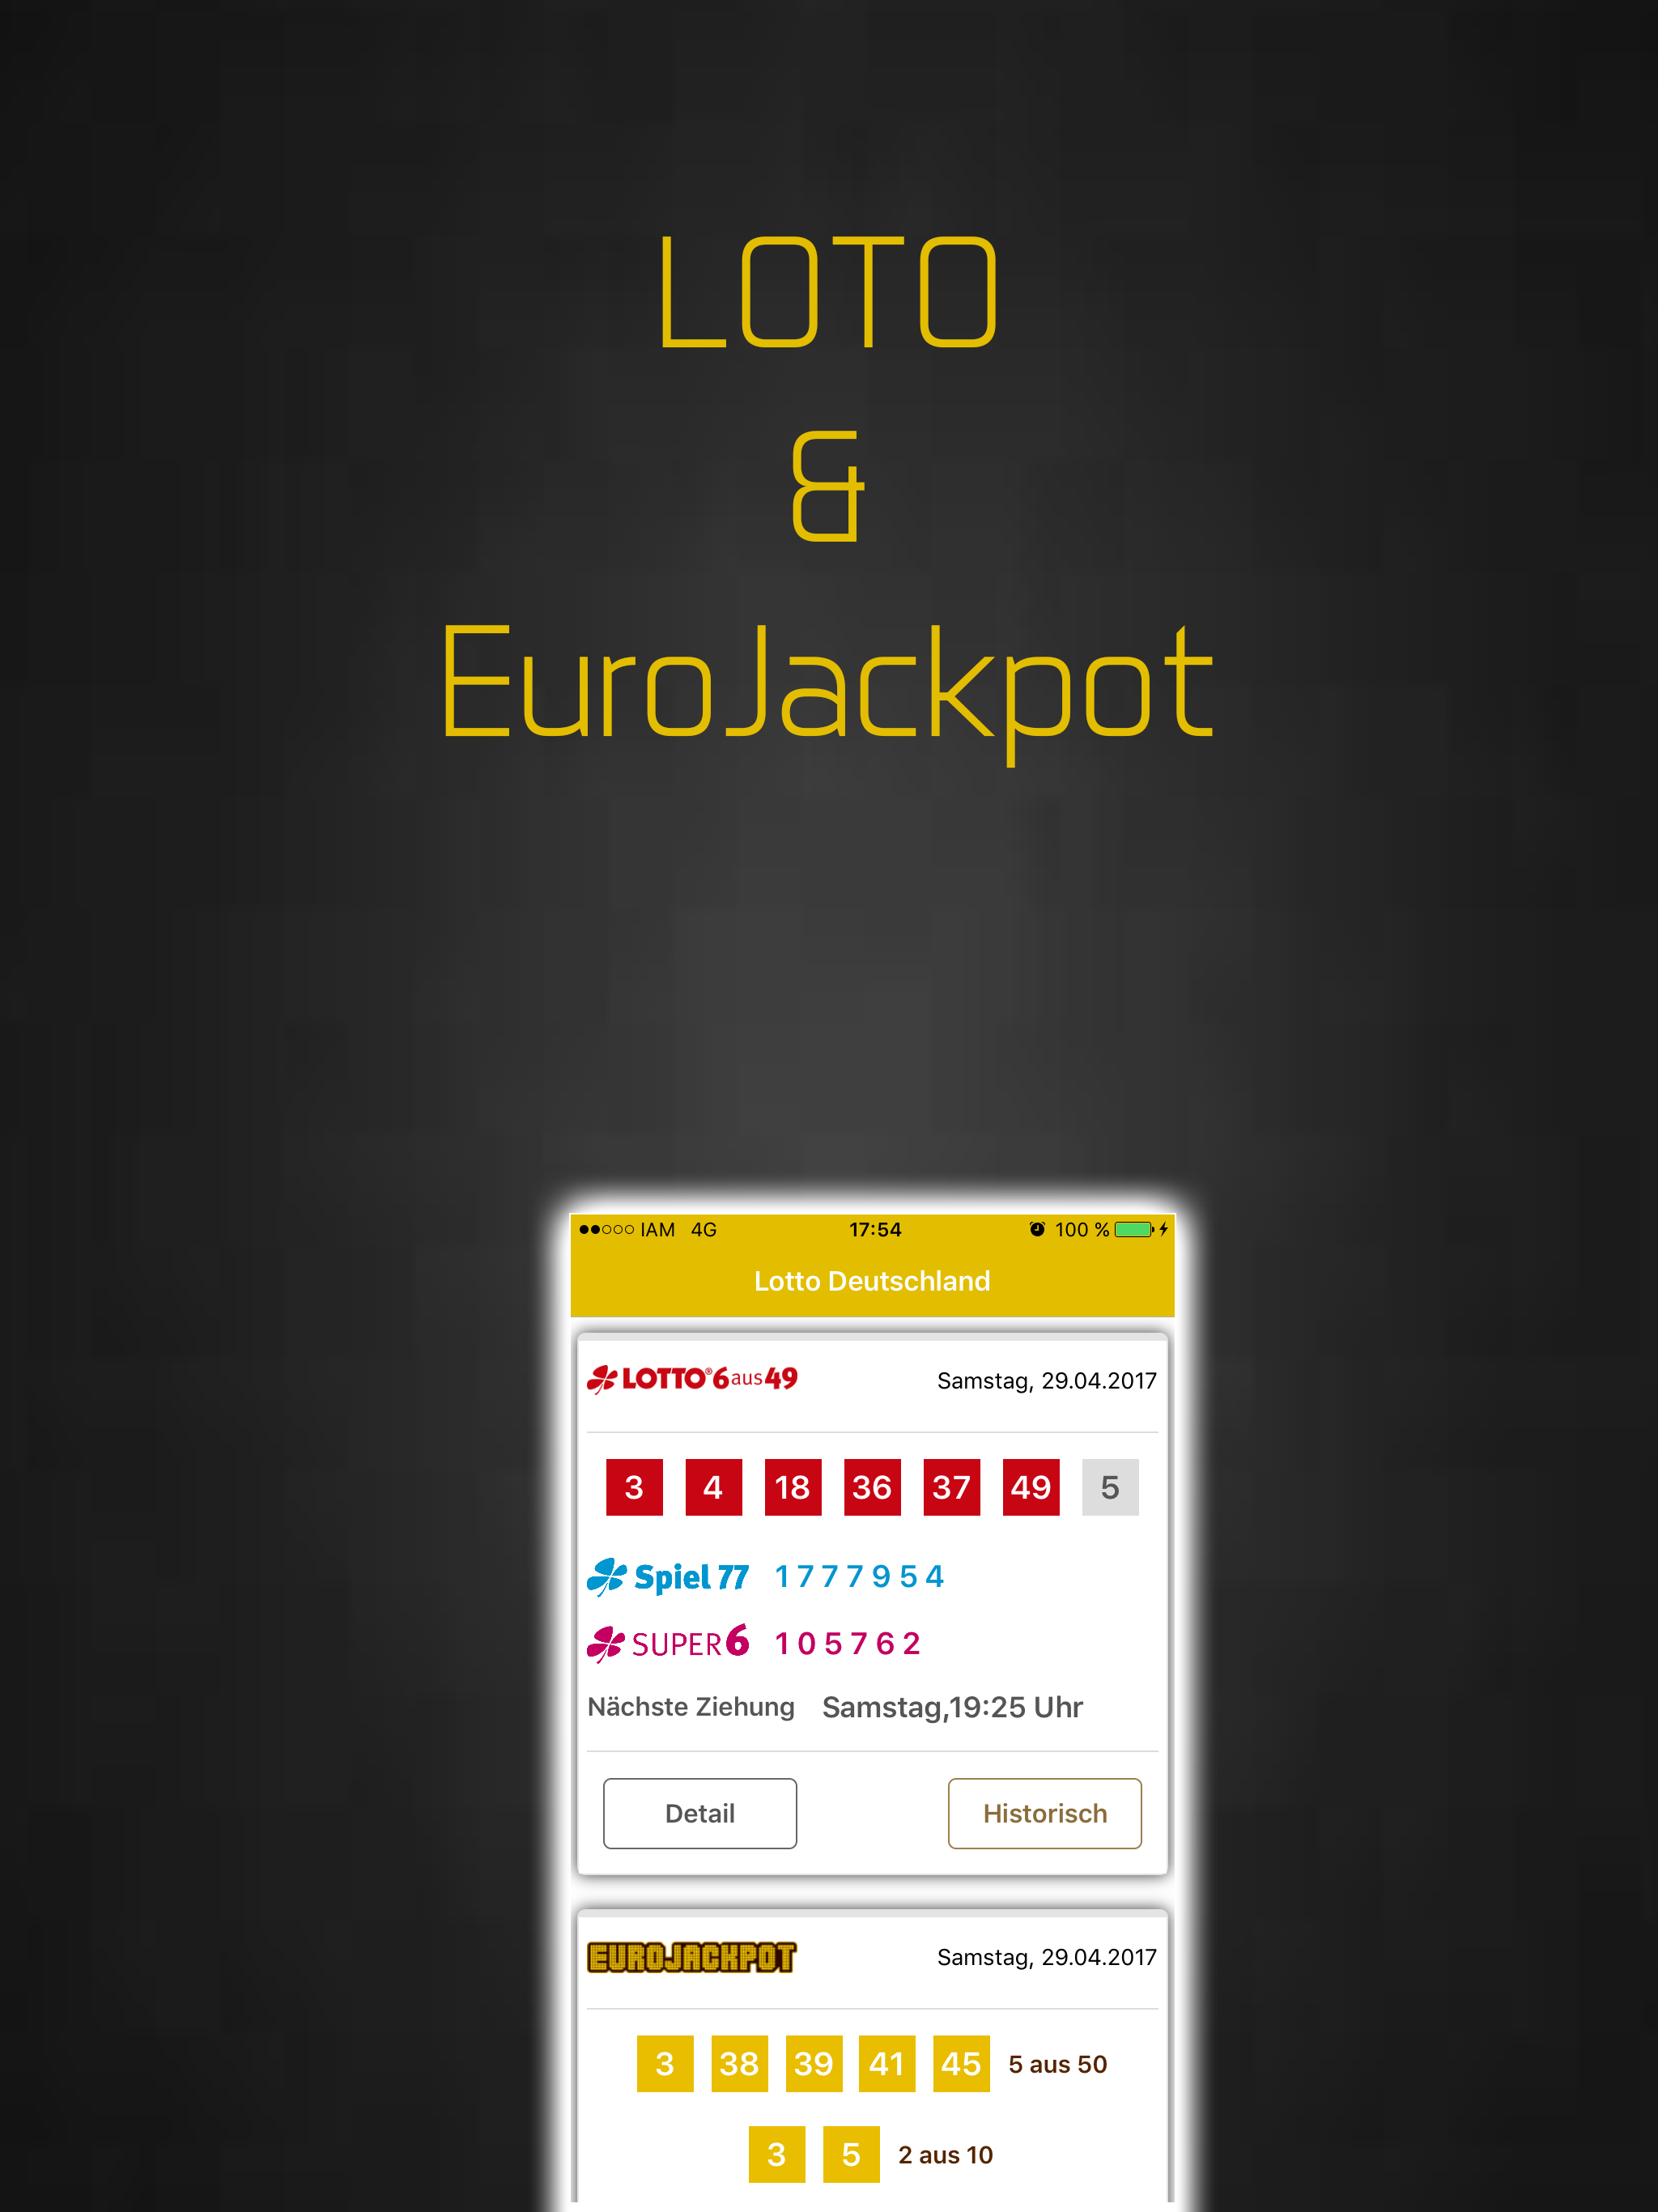 LOTO
&
EuroJackpot
IAM 4G 17:54 100 %
Lotto Deutschland
LOTTO® 6aus49 Samstag, 29.04.2017
3 4 18 36 37 49 5
Spiel 77 1 7 7 7 9 5 4
SUPER 6 1 0 5 7 6 2
Nächste Ziehung Samstag,19:25 Uhr
Detail Historisch
EUROJACKPOT Samstag, 29.04.2017
3 38 39 41 45 5 aus 50
3 5 2 aus 10